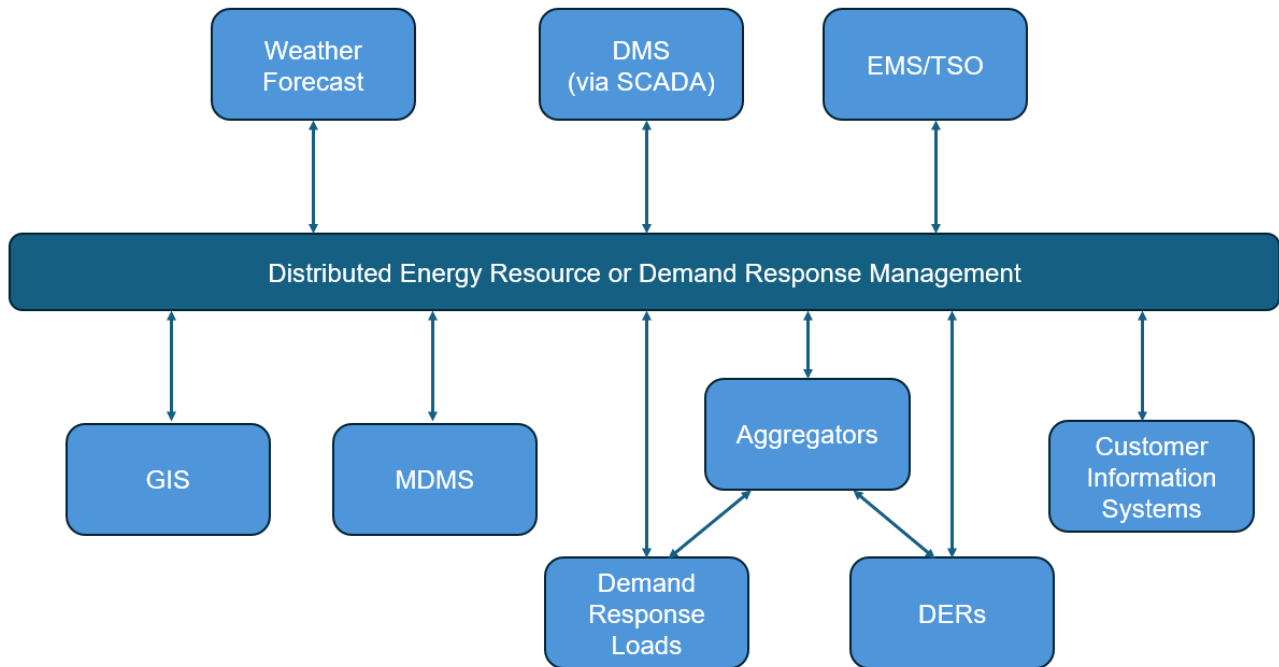 Weather
Forecast
DMS
(via SCADA)
EMS/TSO
Distributed Energy Resource or Demand Response Management
GIS
MDMS
Aggregators
Customer
Information
Systems
Demand
Response
Loads
DERs